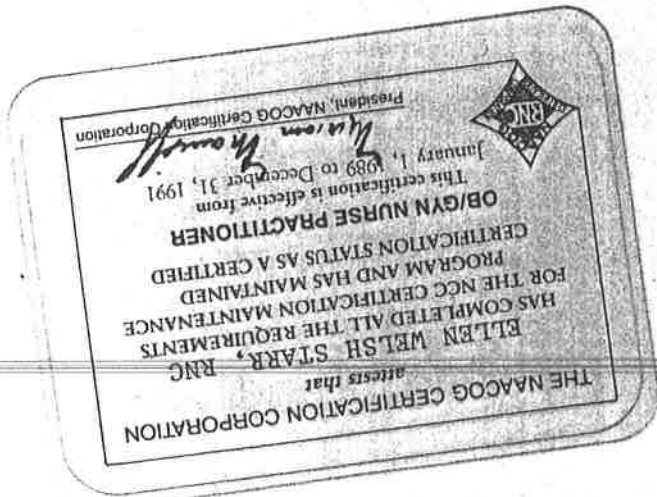 THE NAACOG CERTIFICATION CORPORATION
attests that
ELLEN WELSH STARR, RNC
HAS COMPLETED ALL THE REQUIREMENTS
FOR THE NCC CERTIFICATION MAINTENANCE
PROGRAM AND HAS MAINTAINED
CERTIFICATION STATUS AS A CERTIFIED
OB/GYN NURSE PRACTITIONER
This certification is effective from
January 1, 1989 to December 31, 1991
President, NAACOG Certification Corporation
NAACOG
RNC